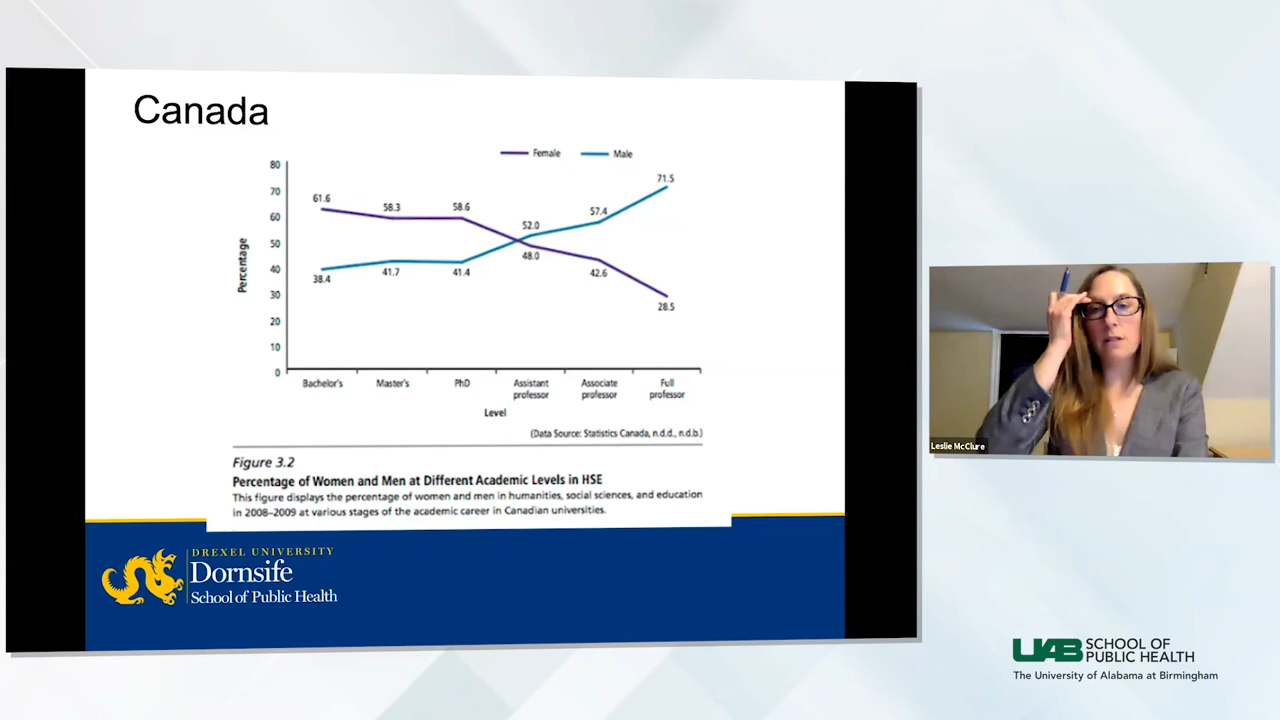 Canada
Female
Male
80
70
60
50
40
30
20
10
0
Percentage
61.6
58.3
58.6
52.0
57.4
71.5
38.4
41.7
41.4
48.0
42.6
28.5
Bachelor's
Master's
PhD
Assistant
professor
Associate
professor
Full
professor
Level
(Data Source: Statistics Canada, n.d.d., n.d.b.)
Figure 3.2
Percentage of Women and Men at Different Academic Levels in HSE
This figure displays the percentage of women and men in humanities, social sciences, and education
in 2008–2009 at various stages of the academic career in Canadian universities.
DREXEL UNIVERSITY
Dornsife
School of Public Health
Leslie McClure
UAB SCHOOL OF
PUBLIC HEALTH
The University of Alabama at Birmingham